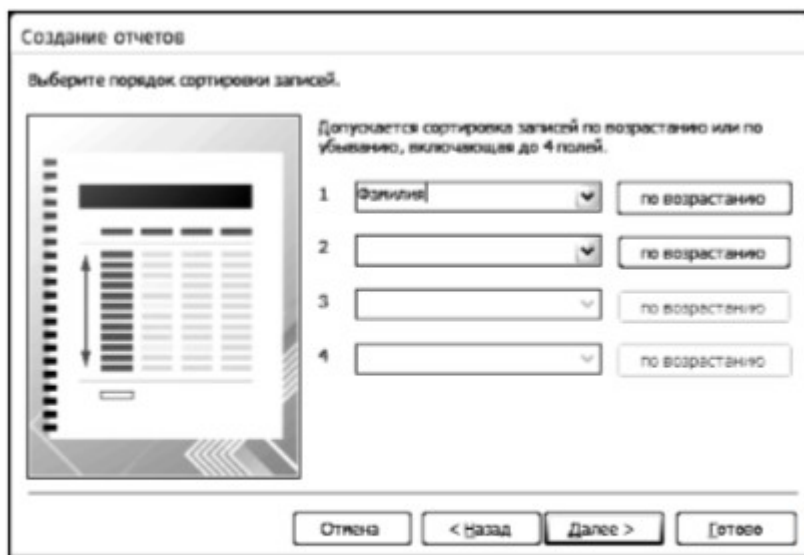 Создание отчетов
Выберите порядок сортировки записей.
Допускается сортировка записей по возрастанию или по
убыванию, включающая до 4 полей.
1 Фамилия по возрастанию
2 по возрастанию
3 по возрастанию
4 по возрастанию
Отмена < Назад Далее > Готово